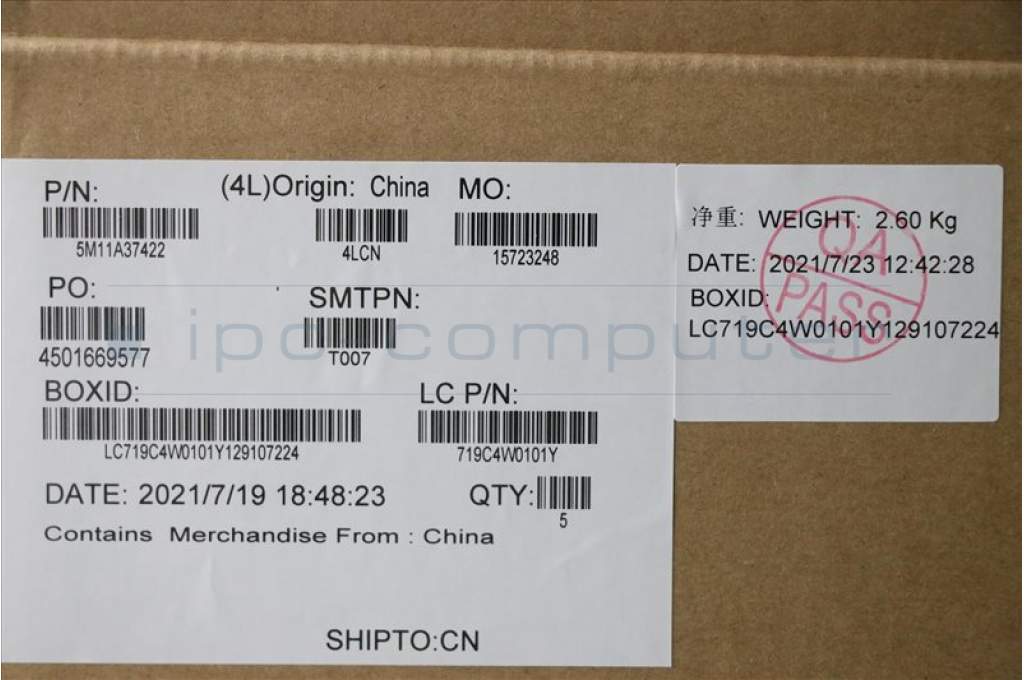 P/N:
5M11A37422
(4L)Origin: China
4LCN
MO:
15723248
PO:
4501669577
SMTPN:
T007
BOXID:
LC719C4W0101Y129107224
LC P/N:
719C4W0101Y
DATE: 2021/7/19 18:48:23
QTY:
5
Contains Merchandise From : China
SHIPTO:CN
净重: WEIGHT: 2.60 Kg
DATE: 2021/7/23 12:42:28
BOXID:
LC719C4W0101Y129107224
QA
PASS
ipc-computer